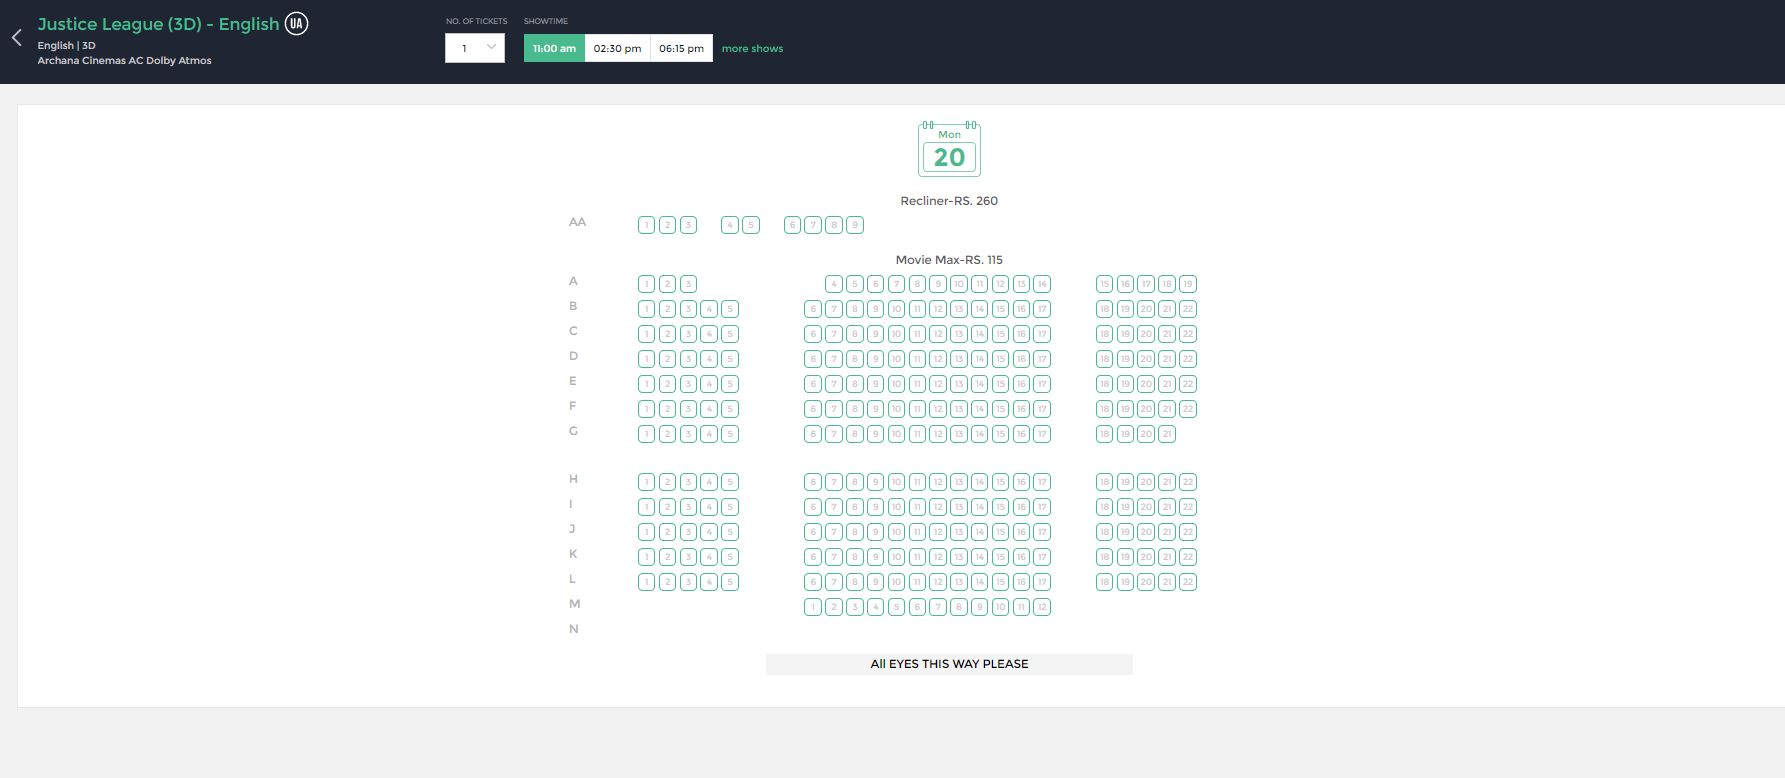 Justice League (3D) - English UA
English | 3D
Archana Cinemas AC Dolby Atmos
NO. OF TICKETS
1
SHOWTIME
11:00 am 02:30 pm 06:15 pm more shows
Mon
20
Recliner-RS. 260
AA 1 2 3 4 5 6 7 8 9
Movie Max-RS. 115
A 1 2 3 4 5 6 7 8 9 10 11 12 13 14 15 16 17 18 19
B 1 2 3 4 5 6 7 8 9 10 11 12 13 14 15 16 17 18 19 20 21 22
C 1 2 3 4 5 6 7 8 9 10 11 12 13 14 15 16 17 18 19 20 21 22
D 1 2 3 4 5 6 7 8 9 10 11 12 13 14 15 16 17 18 19 20 21 22
E 1 2 3 4 5 6 7 8 9 10 11 12 13 14 15 16 17 18 19 20 21 22
F 1 2 3 4 5 6 7 8 9 10 11 12 13 14 15 16 17 18 19 20 21 22
G 1 2 3 4 5 6 7 8 9 10 11 12 13 14 15 16 17 18 19 20 21
H 1 2 3 4 5 6 7 8 9 10 11 12 13 14 15 16 17 18 19 20 21 22
I 1 2 3 4 5 6 7 8 9 10 11 12 13 14 15 16 17 18 19 20 21 22
J 1 2 3 4 5 6 7 8 9 10 11 12 13 14 15 16 17 18 19 20 21 22
K 1 2 3 4 5 6 7 8 9 10 11 12 13 14 15 16 17 18 19 20 21 22
L 1 2 3 4 5 6 7 8 9 10 11 12 13 14 15 16 17 18 19 20 21 22
M 1 2 3 4 5 6 7 8 9 10 11 12
N
All EYES THIS WAY PLEASE